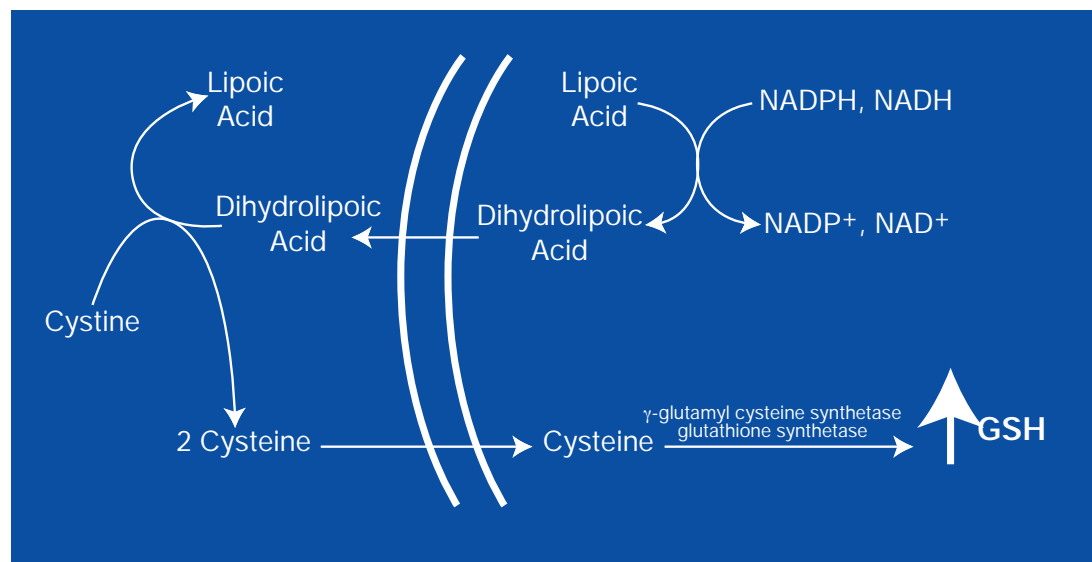 Lipoic
Acid
Lipoic
Acid
NADPH, NADH
Dihydrolipoic
Acid
Dihydrolipoic
Acid
NADP+, NAD+
Cystine
2 Cysteine
Cysteine
γ-glutamyl cysteine synthetase
glutathione synthetase
GSH